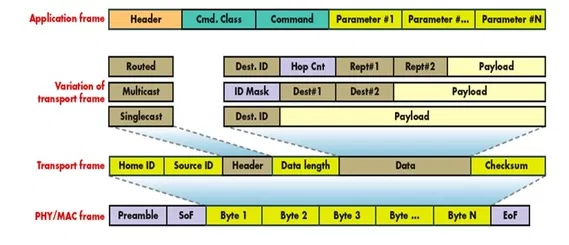 Application frame Header Cmd. Class Command Parameter #1 Parameter #... Parameter #N
Routed Dest. ID Hop Cnt Rept#1 Rept#2 Payload
Variation of
transport frame
Multicast ID Mask Dest#1 Dest#2 Payload
Singlecast Dest. ID Payload
Transport frame Home ID Source ID Header Data length Data Checksum
PHY/MAC frame Preamble SoF Byte 1 Byte 2 Byte 3 Byte ... Byte N EoF